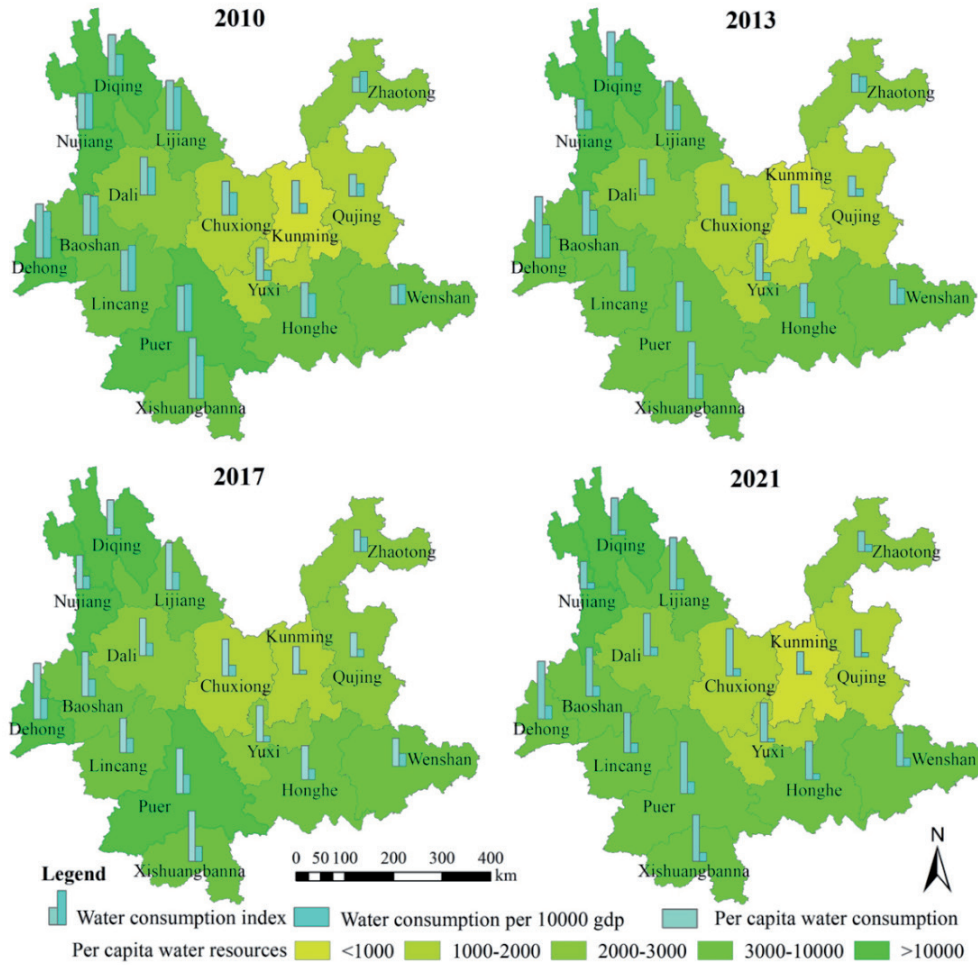 2010
2013
Diqing
Zhaotong
Nujiang
Lijiang
Dali
Chuxiong
Kunming
Qujing
Baoshan
Dehong
Lincang
Yuxi
Honghe
Wenshan
Puer
Xishuangbanna
Diqing
Zhaotong
Nujiang
Lijiang
Kunming
Dali
Chuxiong
Qujing
Baoshan
Dehong
Lincang
Yuxi
Honghe
Wenshan
Puer
Xishuangbanna
2017
2021
Diqing
Zhaotong
Nujiang
Lijiang
Kunming
Dali
Chuxiong
Qujing
Baoshan
Dehong
Lincang
Yuxi
Honghe
Wenshan
Puer
Xishuangbanna
Diqing
Zhaotong
Nujiang
Lijiang
Kunming
Dali
Chuxiong
Qujing
Baoshan
Dehong
Lincang
Yuxi
Honghe
Wenshan
Puer
Xishuangbanna
N
0 50 100 200 300 400
km
Legend
Water consumption index Water consumption per 10000 gdp Per capita water consumption
Per capita water resources <1000 1000-2000 2000-3000 3000-10000 >10000